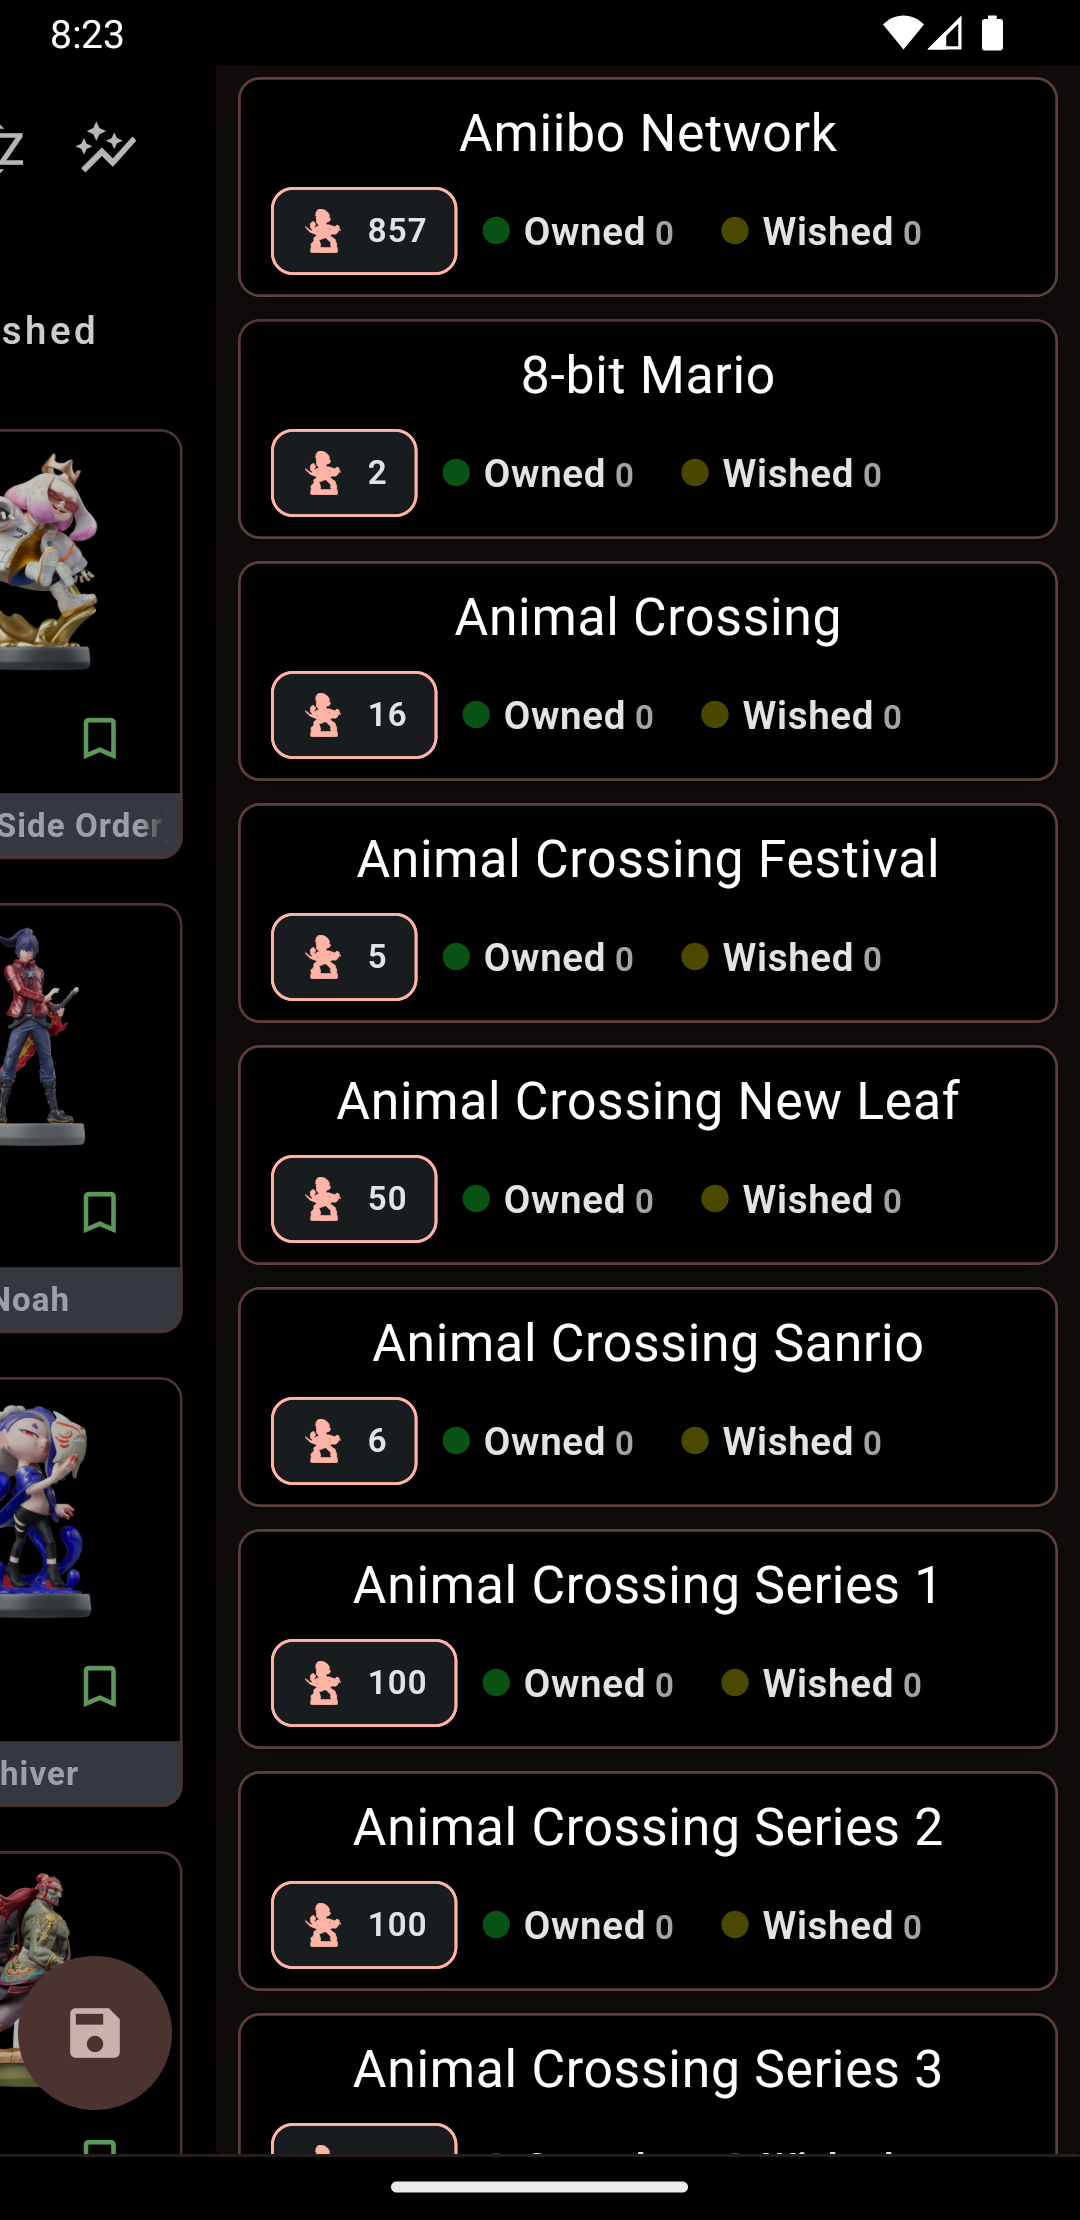 8:23
Amiibo Network
857 Owned 0 Wished 0
shed
8-bit Mario
2 Owned 0 Wished 0
Animal Crossing
16 Owned 0 Wished 0
Side Order
Animal Crossing Festival
5 Owned 0 Wished 0
Animal Crossing New Leaf
50 Owned 0 Wished 0
Noah
Animal Crossing Sanrio
6 Owned 0 Wished 0
Animal Crossing Series 1
100 Owned 0 Wished 0
hiver
Animal Crossing Series 2
100 Owned 0 Wished 0
Animal Crossing Series 3